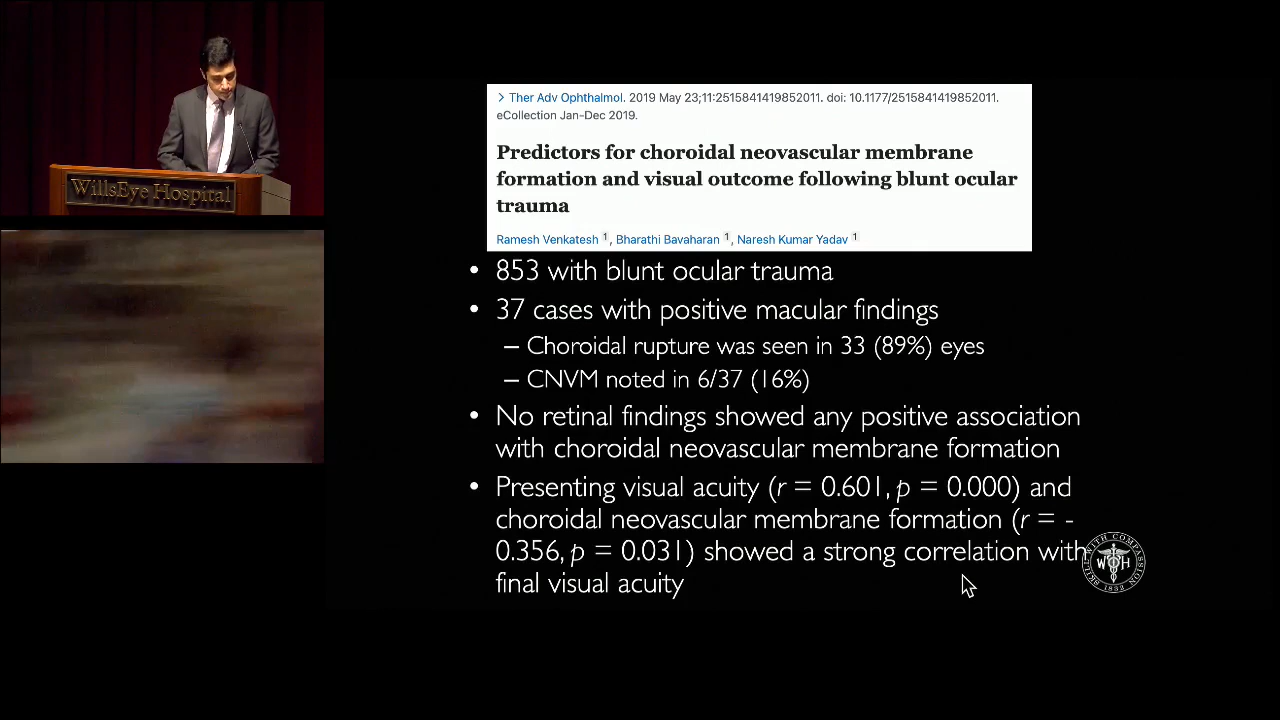 WillsEye Hospital
> Ther Adv Ophthalmol. 2019 May 23;11:2515841419852011. doi: 10.1177/2515841419852011.
eCollection Jan-Dec 2019.
Predictors for choroidal neovascular membrane
formation and visual outcome following blunt ocular
trauma
Ramesh Venkatesh 1, Bharathi Bavaharan 1, Naresh Kumar Yadav 1
• 853 with blunt ocular trauma
• 37 cases with positive macular findings
– Choroidal rupture was seen in 33 (89%) eyes
– CNVM noted in 6/37 (16%)
• No retinal findings showed any positive association
with choroidal neovascular membrane formation
• Presenting visual acuity (r = 0.601, p = 0.000) and
choroidal neovascular membrane formation (r = -
0.356, p = 0.031) showed a strong correlation with
final visual acuity
SKILL WITH COMPASSION
W H
1832